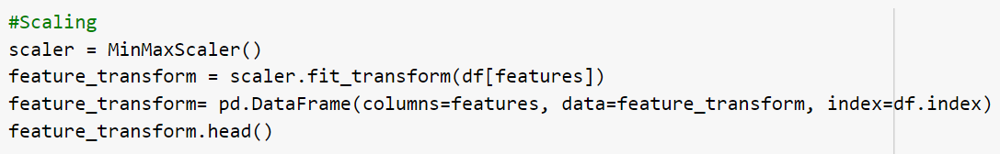 #Scaling
scaler = MinMaxScaler()
feature_transform = scaler.fit_transform(df[features])
feature_transform= pd.DataFrame(columns=features, data=feature_transform, index=df.index)
feature_transform.head()